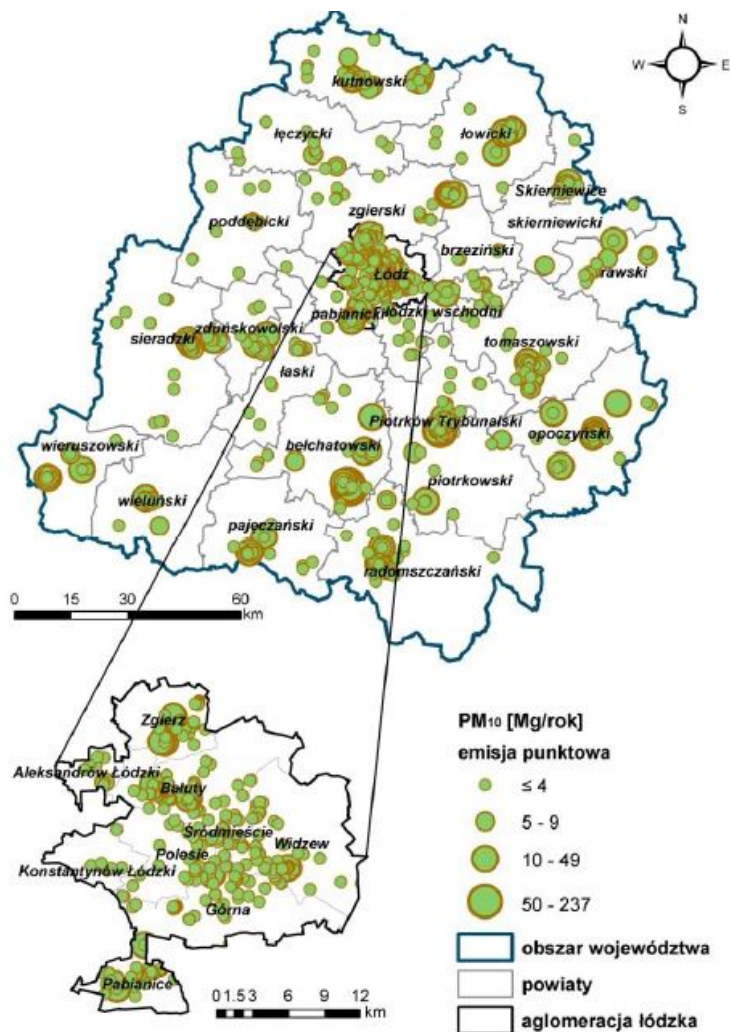 N
W E
S
kutnowski
łęczycki
łowicki
Skierniewice
poddębicki
zgierski
skierniewicki
brzeziński
rawski
Łódź
pabianicki
łódzki wschodni
sieradzki
zduńskowolski
tomaszowski
łaski
Piotrków Trybunalski
opoczyński
wieruszowski
bełchatowski
wieluński
piotrkowski
pajęczański
radomszczański
0 15 30 60
km
Zgierz
Aleksandrów Łódzki
Bałuty
Śródmieście
Widzew
Polesie
Konstantynów Łódzki
Górna
Pabianice
0 1.5 3 6 9 12
km
PM10 [Mg/rok]
emisja punktowa
≤ 4
5 - 9
10 - 49
50 - 237
obszar województwa
powiaty
aglomeracja łódzka